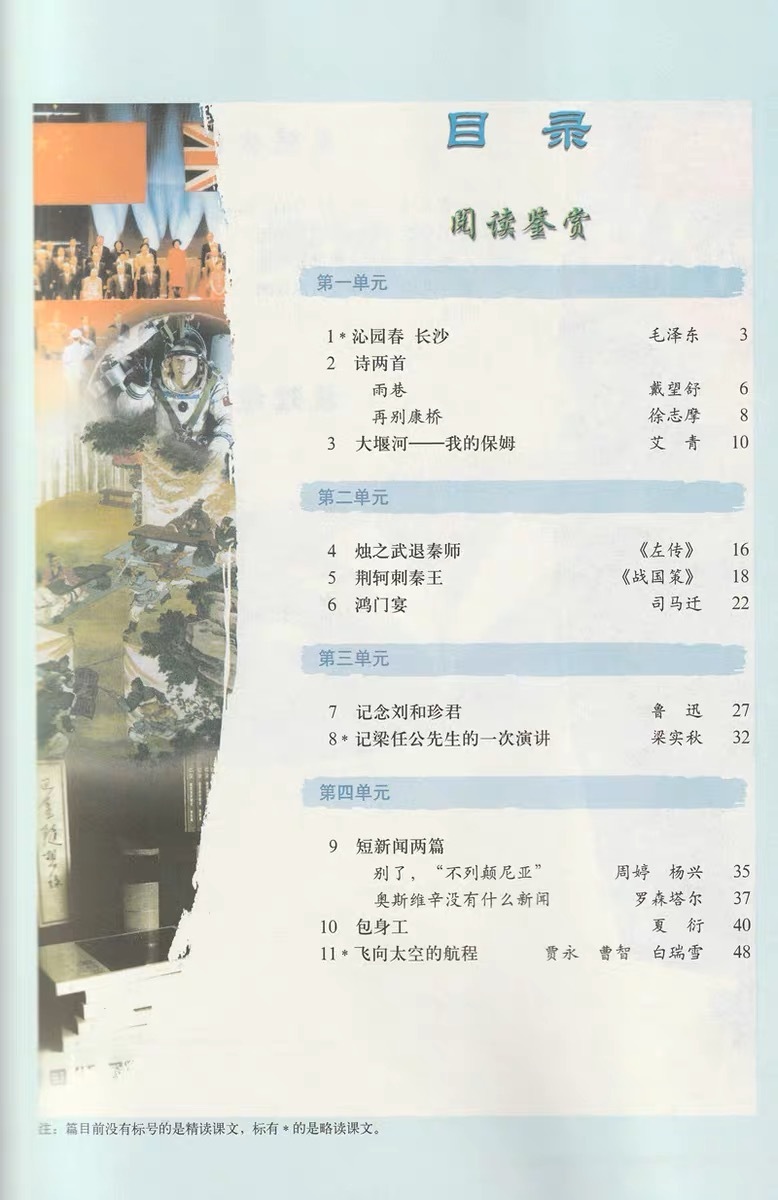 目录
阅读鉴赏
第一单元
1 * 沁园春 长沙 毛泽东 3
2 诗两首
雨巷 戴望舒 6
再别康桥 徐志摩 8
3 大堰河——我的保姆 艾 青 10
第二单元
4 烛之武退秦师 《左传》 16
5 荆轲刺秦王 《战国策》 18
6 鸿门宴 司马迁 22
第三单元
7 记念刘和珍君 鲁 迅 27
8 * 记梁任公先生的一次演讲 梁实秋 32
第四单元
9 短新闻两篇
别了，“不列颠尼亚” 周婷 杨兴 35
奥斯维辛没有什么新闻 罗森塔尔 37
10 包身工 夏 衍 40
11 * 飞向太空的航程 贾永 曹智 白瑞雪 48
注：篇目前没有标号的是精读课文，标有 * 的是略读课文。